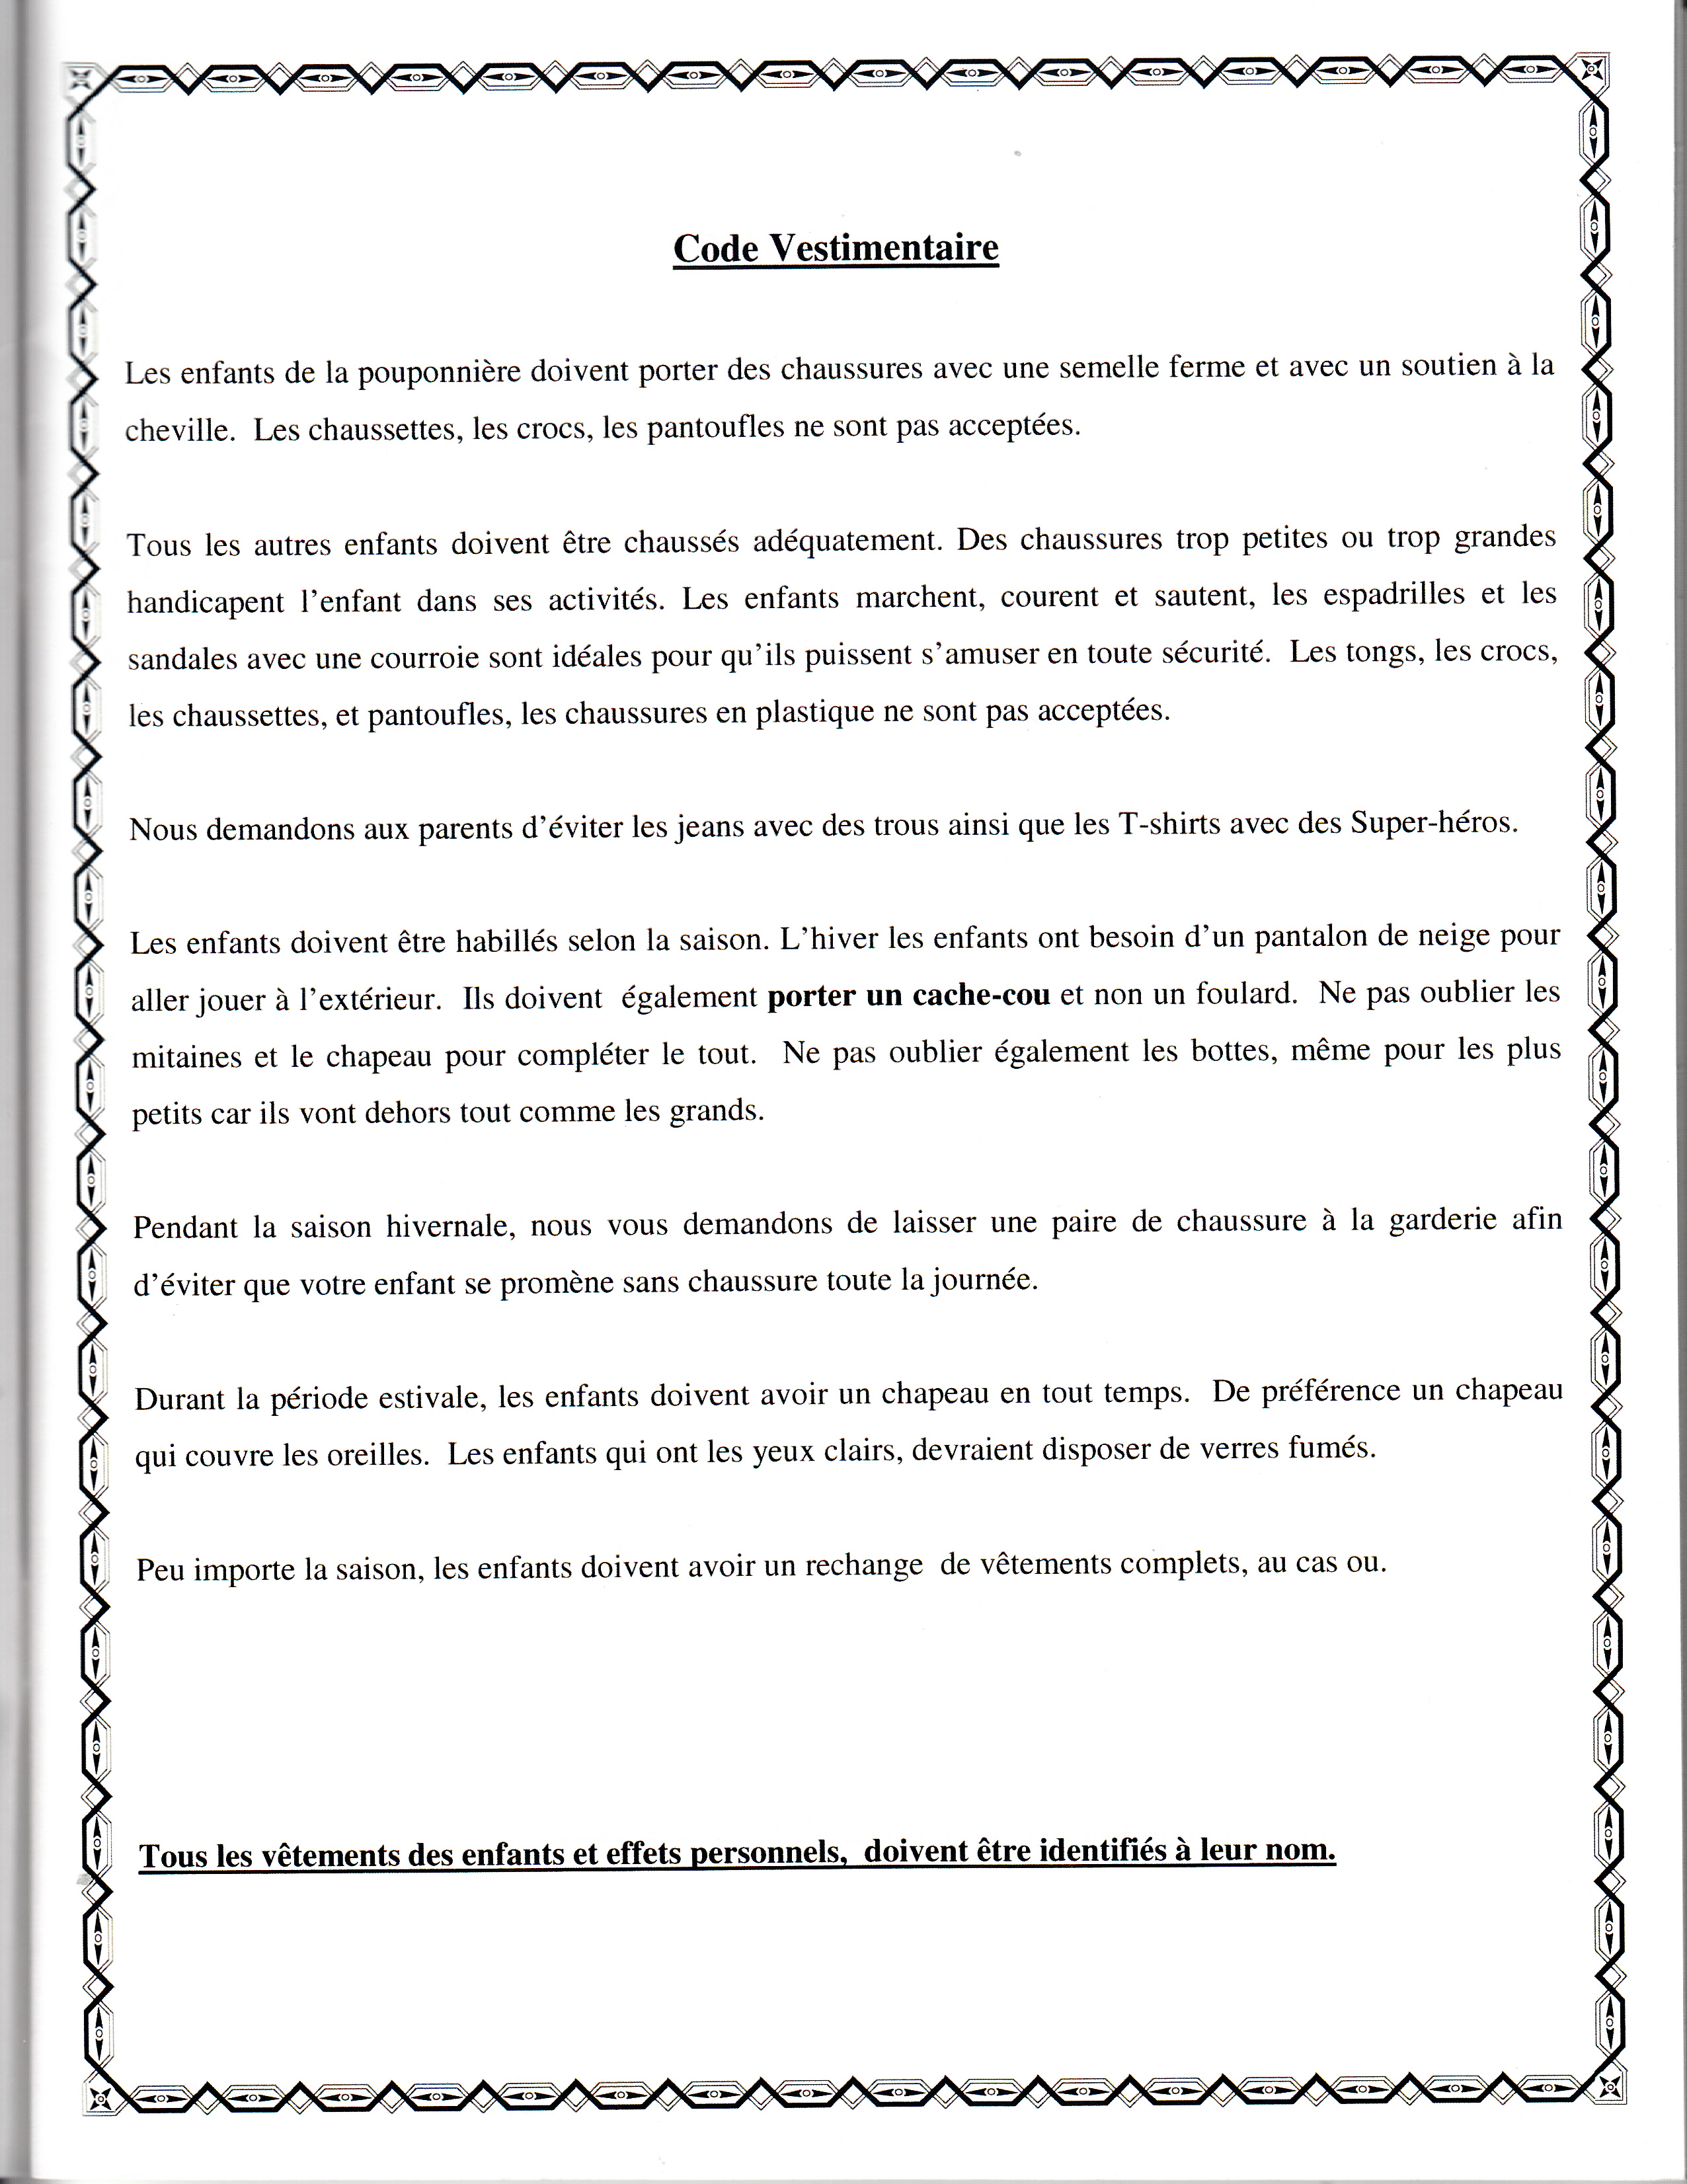 Code Vestimentaire
Les enfants de la pouponnière doivent porter des chaussures avec une semelle ferme et avec un soutien à la
cheville.  Les chaussettes, les crocs, les pantoufles ne sont pas acceptées.
Tous les autres enfants doivent être chaussés adéquatement. Des chaussures trop petites ou trop grandes
handicapent l'enfant dans ses activités. Les enfants marchent, courent et sautent, les espadrilles et les
sandales avec une courroie sont idéales pour qu'ils puissent s'amuser en toute sécurité.  Les tongs, les crocs,
les chaussettes, et pantoufles, les chaussures en plastique ne sont pas acceptées.
Nous demandons aux parents d'éviter les jeans avec des trous ainsi que les T-shirts avec des Super-héros.
Les enfants doivent être habillés selon la saison. L'hiver les enfants ont besoin d'un pantalon de neige pour
aller jouer à l'extérieur.  Ils doivent  également porter un cache-cou et non un foulard.  Ne pas oublier les
mitaines et le chapeau pour compléter le tout.  Ne pas oublier également les bottes, même pour les plus
petits car ils vont dehors tout comme les grands.
Pendant la saison hivernale, nous vous demandons de laisser une paire de chaussure à la garderie afin
d'éviter que votre enfant se promène sans chaussure toute la journée.
Durant la période estivale, les enfants doivent avoir un chapeau en tout temps.  De préférence un chapeau
qui couvre les oreilles.  Les enfants qui ont les yeux clairs, devraient disposer de verres fumés.
Peu importe la saison, les enfants doivent avoir un rechange  de vêtements complets, au cas ou.
Tous les vêtements des enfants et effets personnels,  doivent être identifiés à leur nom.